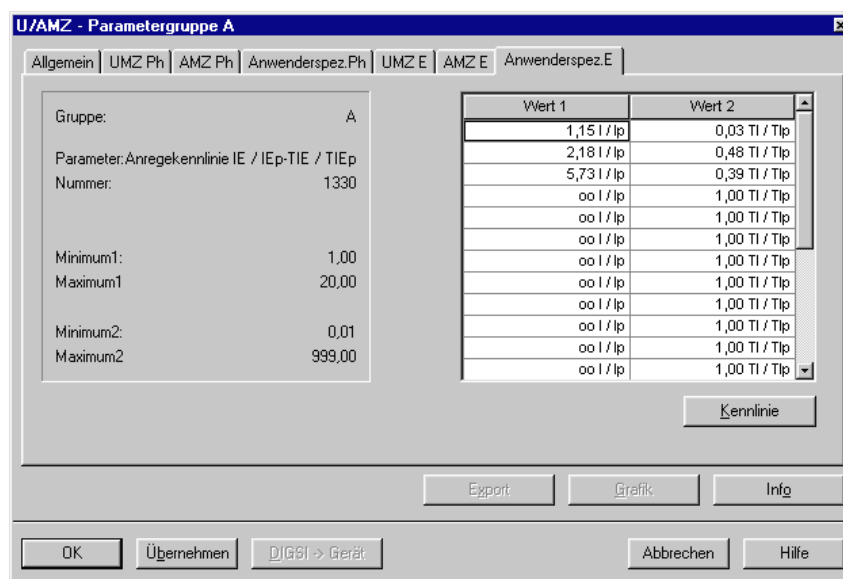 U/AMZ - Parametergruppe A
Allgemein UMZ Ph AMZ Ph Anwenderspez.Ph UMZ E AMZ E Anwenderspez.E
Gruppe: A
Parameter:Anregekennlinie IE / IEp-TIE / TIEp
Nummer: 1330
Minimum1: 1,00
Maximum1 20,00
Minimum2: 0,01
Maximum2 999,00
Wert 1 Wert 2
1,15 I / Ip 0,03 TI / TIp
2,18 I / Ip 0,48 TI / TIp
5,73 I / Ip 0,39 TI / TIp
oo I / Ip 1,00 TI / TIp
oo I / Ip 1,00 TI / TIp
oo I / Ip 1,00 TI / TIp
oo I / Ip 1,00 TI / TIp
oo I / Ip 1,00 TI / TIp
oo I / Ip 1,00 TI / TIp
oo I / Ip 1,00 TI / TIp
oo I / Ip 1,00 TI / TIp
oo I / Ip 1,00 TI / TIp
Kennlinie
Export Grafik Info
OK Übernehmen DIGSI -> Gerät Abbrechen Hilfe